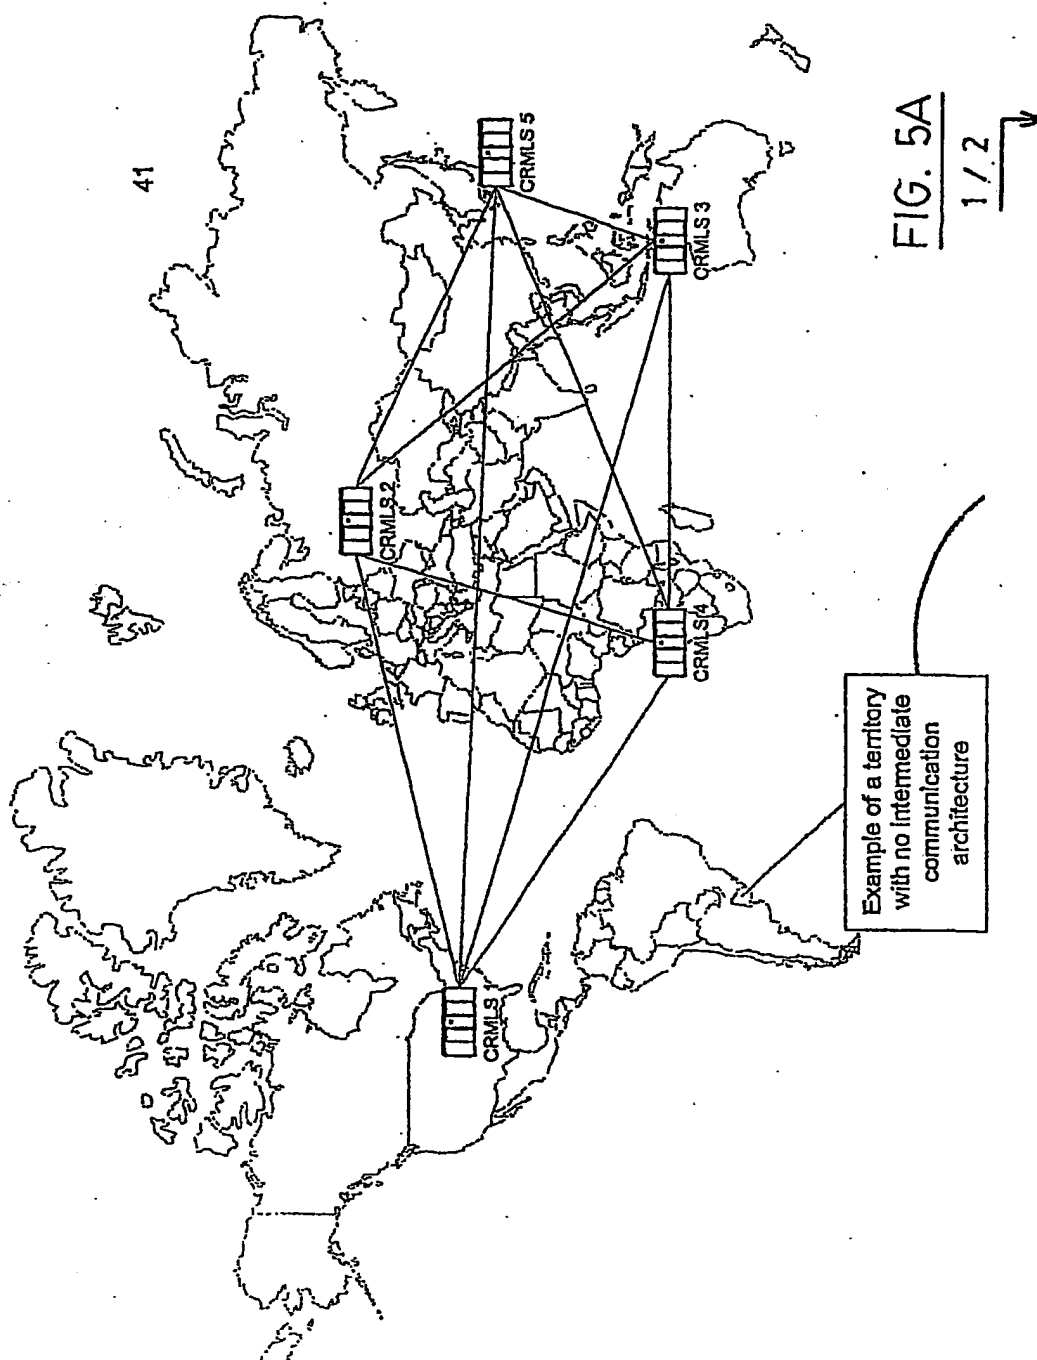 41
CRMLS 5
CRMLS 2
CRMLS 3
CRMLS 4
CRMLS
Example of a territory
with no intermediate
communication
architecture
FIG. 5A
1 / 2